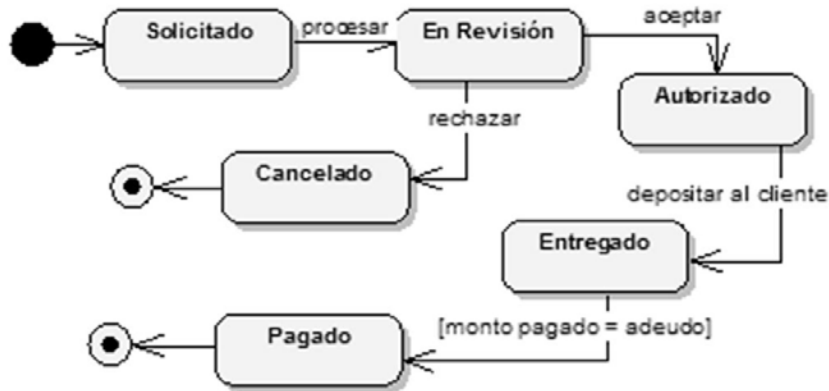 Solicitado
procesar
En Revisión
aceptar
Autorizado
rechazar
Cancelado
depositar al cliente
Entregado
[monto pagado = adeudo]
Pagado